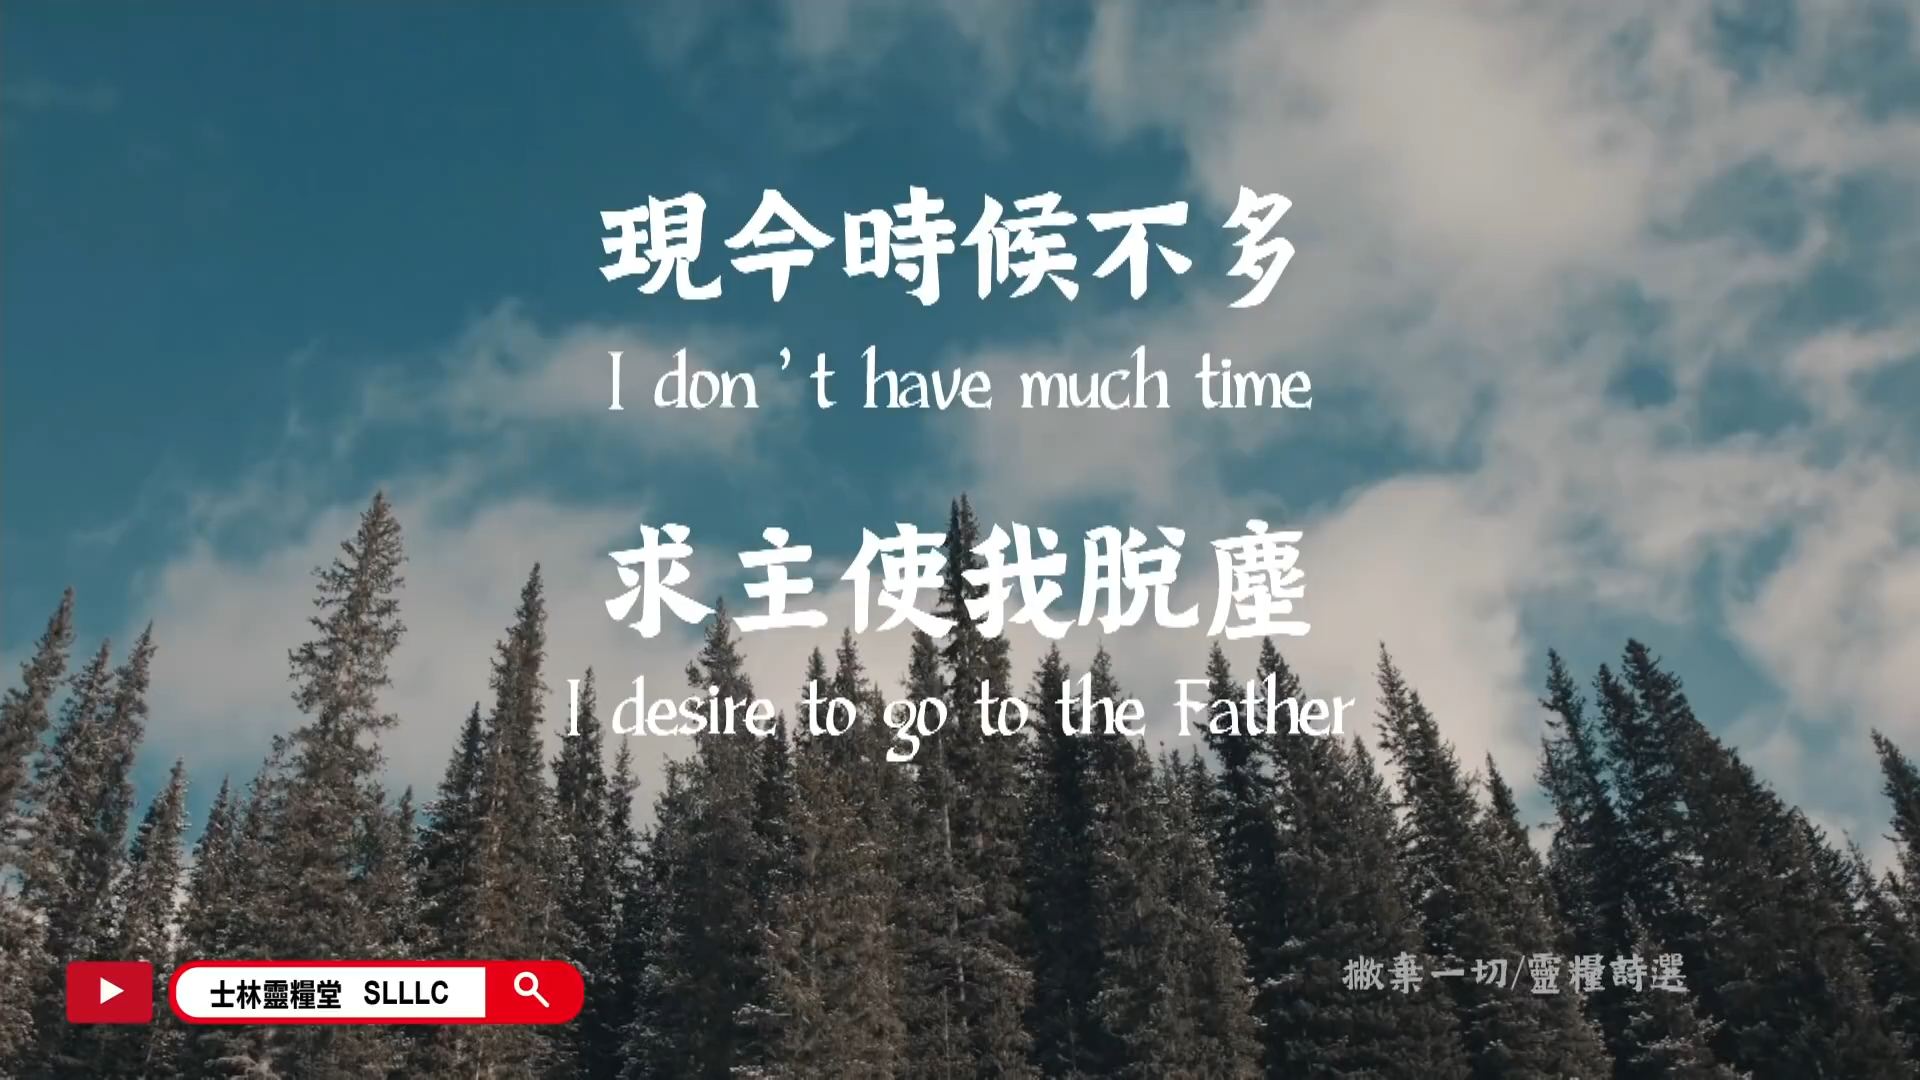 現今時候不多
I don’t have much time
求主使我脫塵
I desire to go to the Father
士林靈糧堂 SLLLC
撇棄一切/靈糧詩選